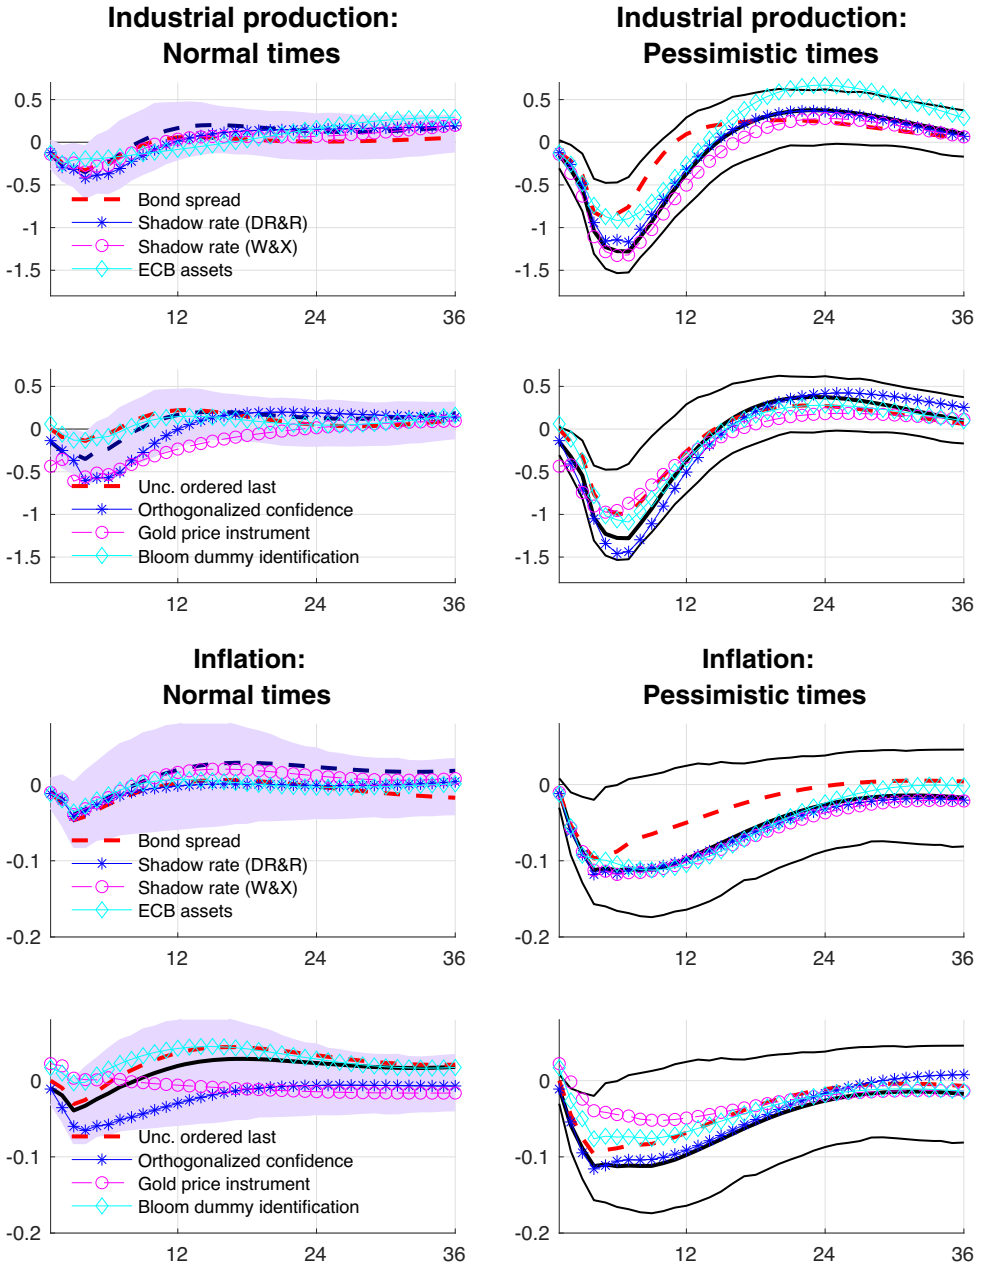 Industrial production:
Normal times
Industrial production:
Pessimistic times
0.5
0
-0.5
-1
-1.5
Bond spread
Shadow rate (DR&R)
Shadow rate (W&X)
ECB assets
12
24
36
0.5
0
-0.5
-1
-1.5
12
24
36
0.5
0
-0.5
-1
-1.5
Unc. ordered last
Orthogonalized confidence
Gold price instrument
Bloom dummy identification
12
24
36
0.5
0
-0.5
-1
-1.5
12
24
36
Inflation:
Normal times
Inflation:
Pessimistic times
0
-0.1
-0.2
Bond spread
Shadow rate (DR&R)
Shadow rate (W&X)
ECB assets
12
24
36
0
-0.1
-0.2
12
24
36
0
-0.1
-0.2
Unc. ordered last
Orthogonalized confidence
Gold price instrument
Bloom dummy identification
12
24
36
0
-0.1
-0.2
12
24
36